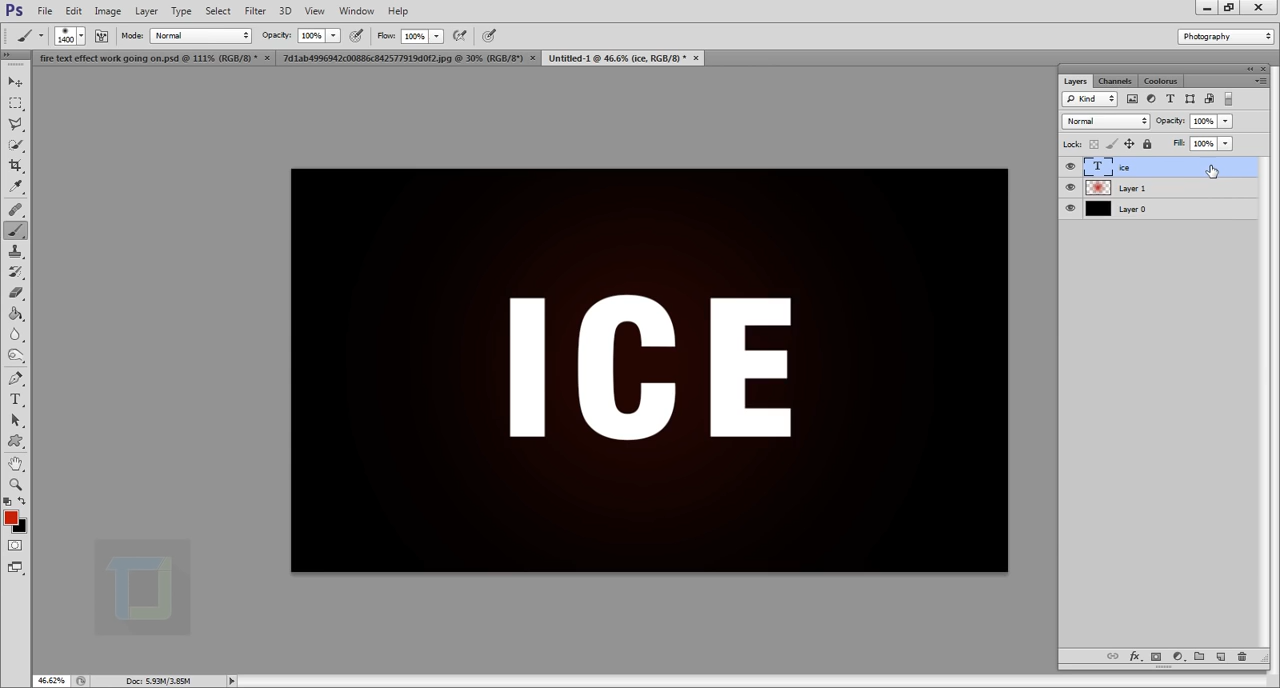 Ps File Edit Image Layer Type Select Filter 3D View Window Help
1400 Mode: Normal Opacity: 100% Flow: 100% Photography
fire text effect work going on.psd @ 111% (RGB/8) * × 7d1ab4996942c00886c842577919d0f2.jpg @ 30% (RGB/8*) × Untitled-1 @ 46.6% (ice, RGB/8) * ×
Layers Channels Coolorus
Kind T
Normal Opacity: 100%
Lock: Fill: 100%
T ice
Layer 1
Layer 0
ICE
T
fx
46.62% Doc: 5.93M/3.85M